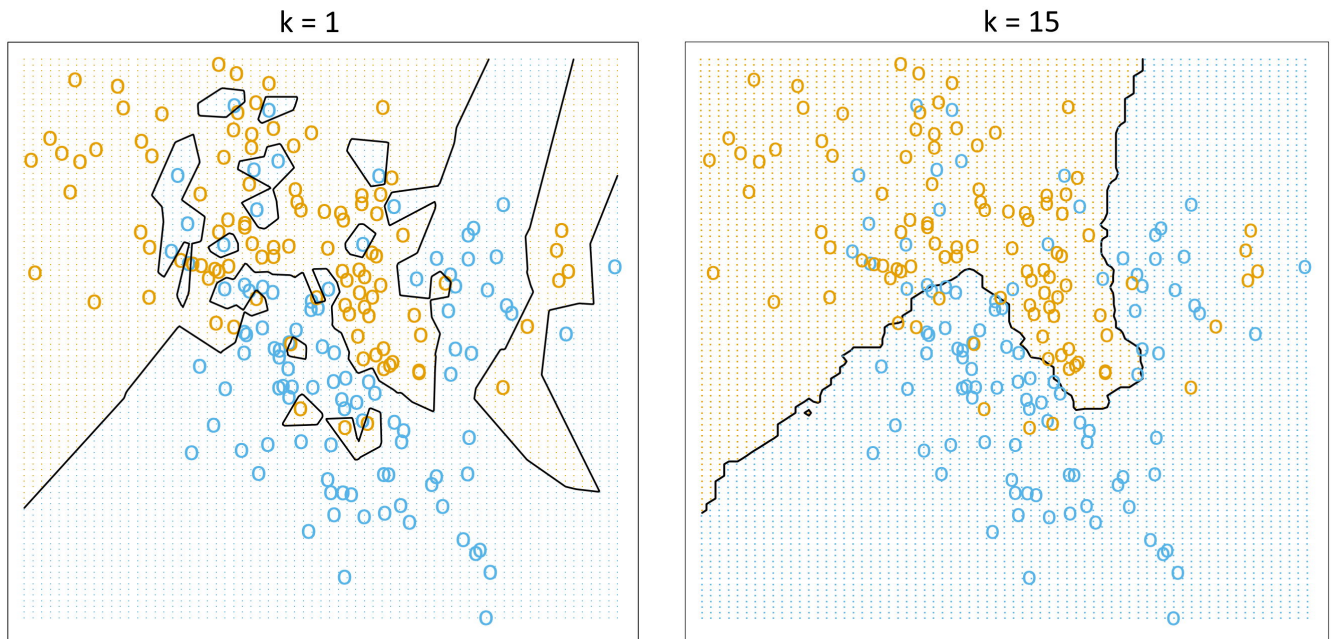 k = 1
k = 15